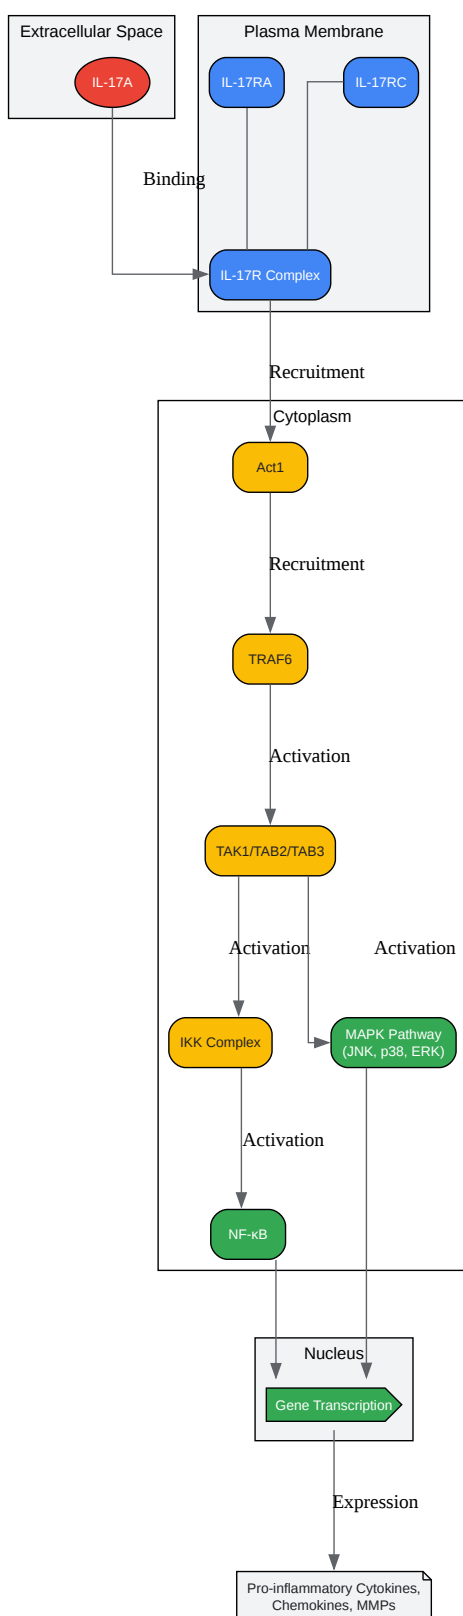 Extracellular Space
Plasma Membrane
IL-17A
IL-17RA
IL-17RC
Binding
IL-17R Complex
Recruitment
Cytoplasm
Act1
Recruitment
TRAF6
Activation
TAK1/TAB2/TAB3
Activation
Activation
IKK Complex
MAPK Pathway
(JNK, p38, ERK)
Activation
NF-κB
Nucleus
Gene Transcription
Expression
Pro-inflammatory Cytokines,
Chemokines, MMPs